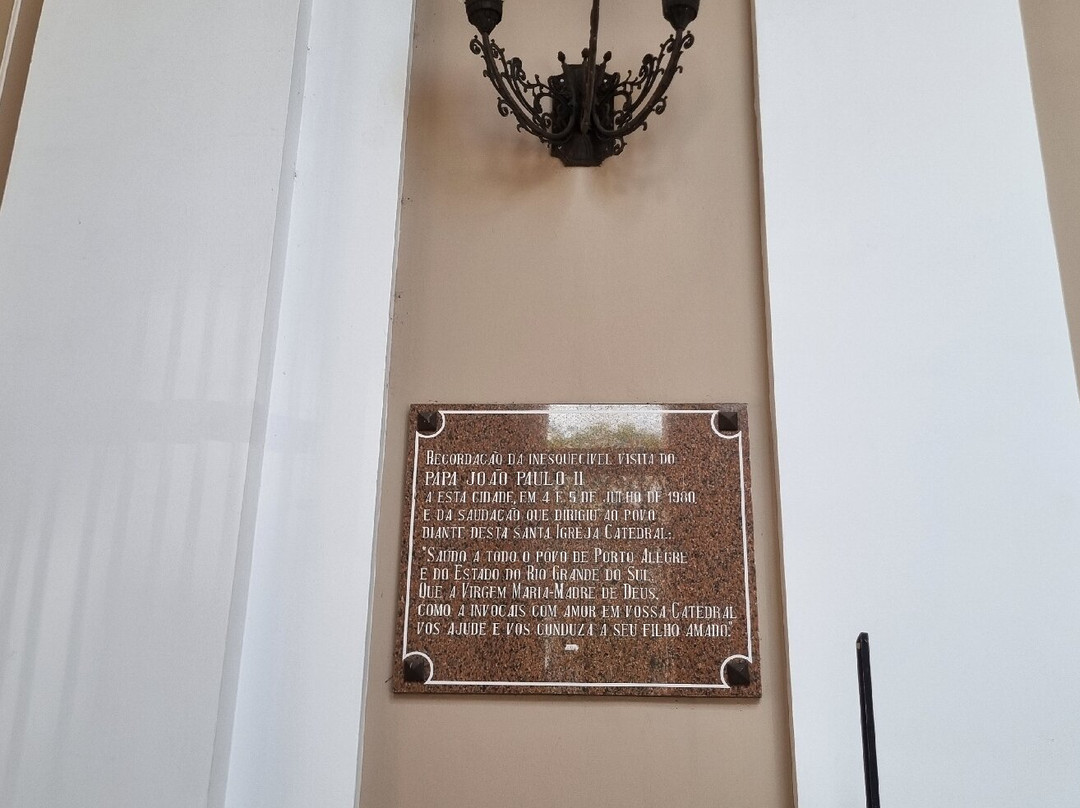 RECORDAÇÃO DA INESQUECÍVEL VISITA DO
PAPA JOÃO PAULO II
A ESTA CIDADE, EM 4 E 5 DE JULHO DE 1980,
E DA SAUDAÇÃO QUE DIRIGIU AO POVO
DIANTE DESTA SANTA IGREJA CATEDRAL:
"SAÚDO A TODO O POVO DE PORTO ALEGRE
E DO ESTADO DO RIO GRANDE DO SUL.
QUE A VIRGEM MARIA-MADRE DE DEUS,
COMO A INVOCAIS COM AMOR EM VOSSA CATEDRAL
VOS AJUDE E VOS CONDUZA A SEU FILHO AMADO."